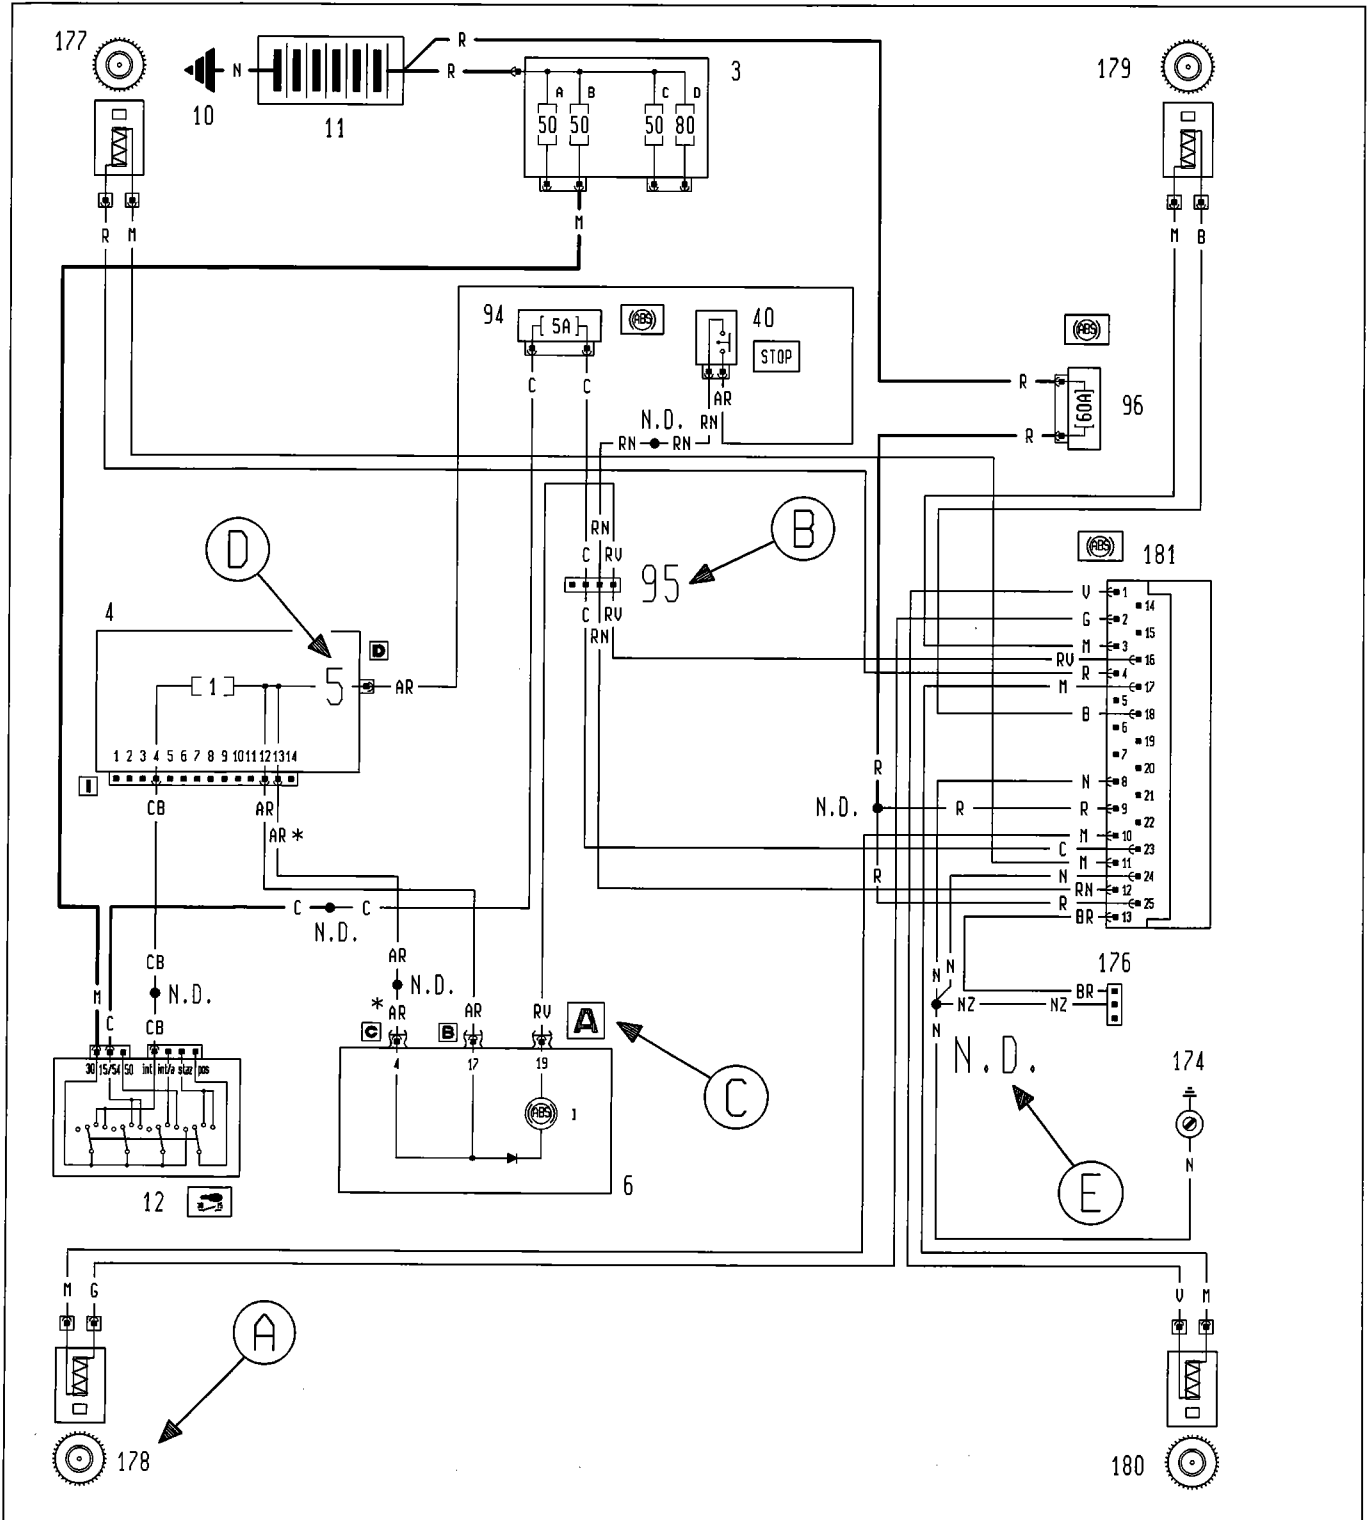 177
N
R
R
3
179
10
11
A
B
C
D
50
50
50
80
R
M
M
M
B
94
[ 5A ]
(ABS)
40
STOP
(ABS)
C
C
AR
RN
N.D.
RN
RN
R
[60A]
96
R
D
RN
C
RV
B
95
C
RV
RN
(ABS)
181
4
D
[ 1 ]
5
AR
1 2 3 4 5 6 7 8 9 10 11 12 13 14
I
V
1
14
G
2
15
M
3
RV
16
R
4
M
17
5
B
18
6
19
7
20
N
8
21
R
N.D.
R
R
9
22
M
10
C
23
M
11
N
24
R
RN
12
R
25
BR
13
CB
AR
AR *
C
C
N.D.
CB
N.D.
CB
M
C
AR
N.D.
*
AR
AR
RV
A
C
B
C
4
17
19
(ABS)
1
6
30 15/54 50 int int/a staz pos
12
176
N
N
BR
NZ
NZ
N
N.D.
174
N
E
M
G
V
M
A
178
180